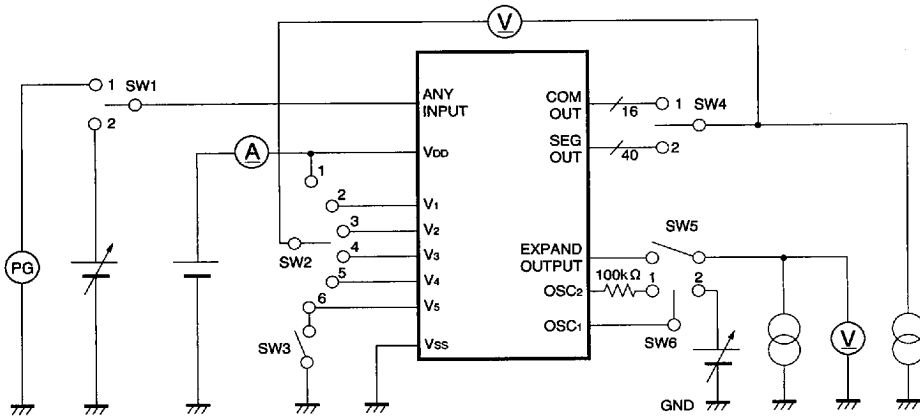 V
1
SW1
2
ANY
INPUT
COM
OUT
16
1
SW4
SEG
OUT
40
2
A
VDD
1
2
V1
3
V2
SW2
4
V3
5
V4
6
V5
SW3
VSS
PG
EXPAND
OUTPUT
SW5
100kΩ
1
2
OSC2
OSC1
SW6
V
GND